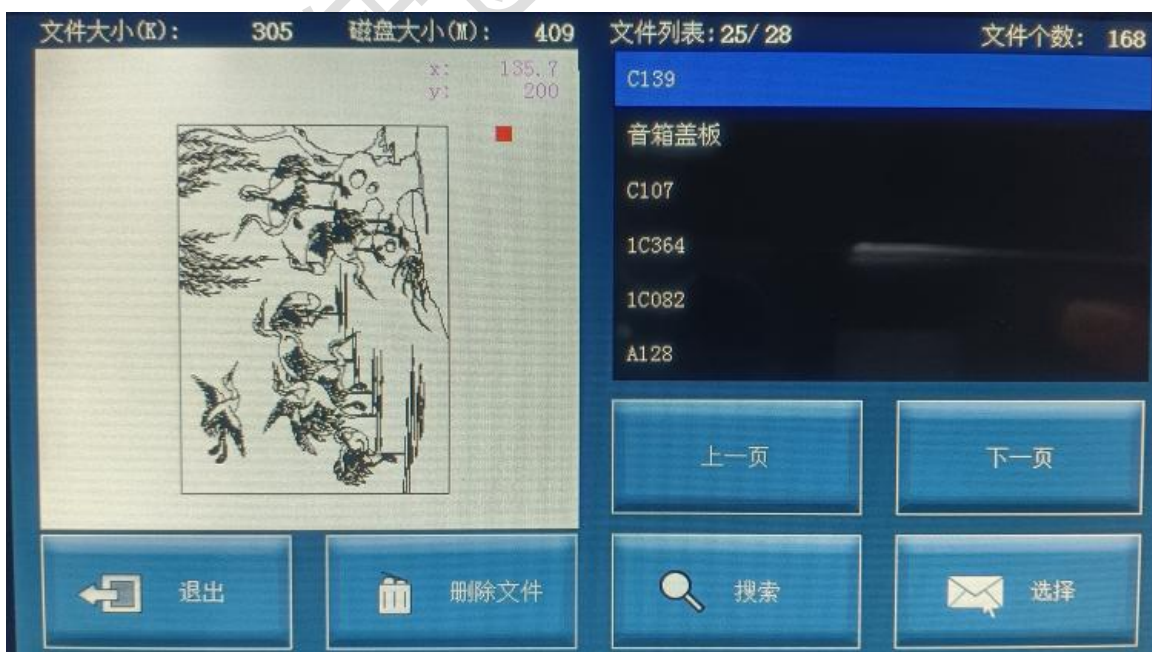 文件大小(K): 305 磁盘大小(M): 409
x: 135.7
y: 200
退出
删除文件
文件列表:25/28 文件个数: 168
C139
音箱盖板
C107
1C364
1C082
A128
上一页
下一页
搜索
选择